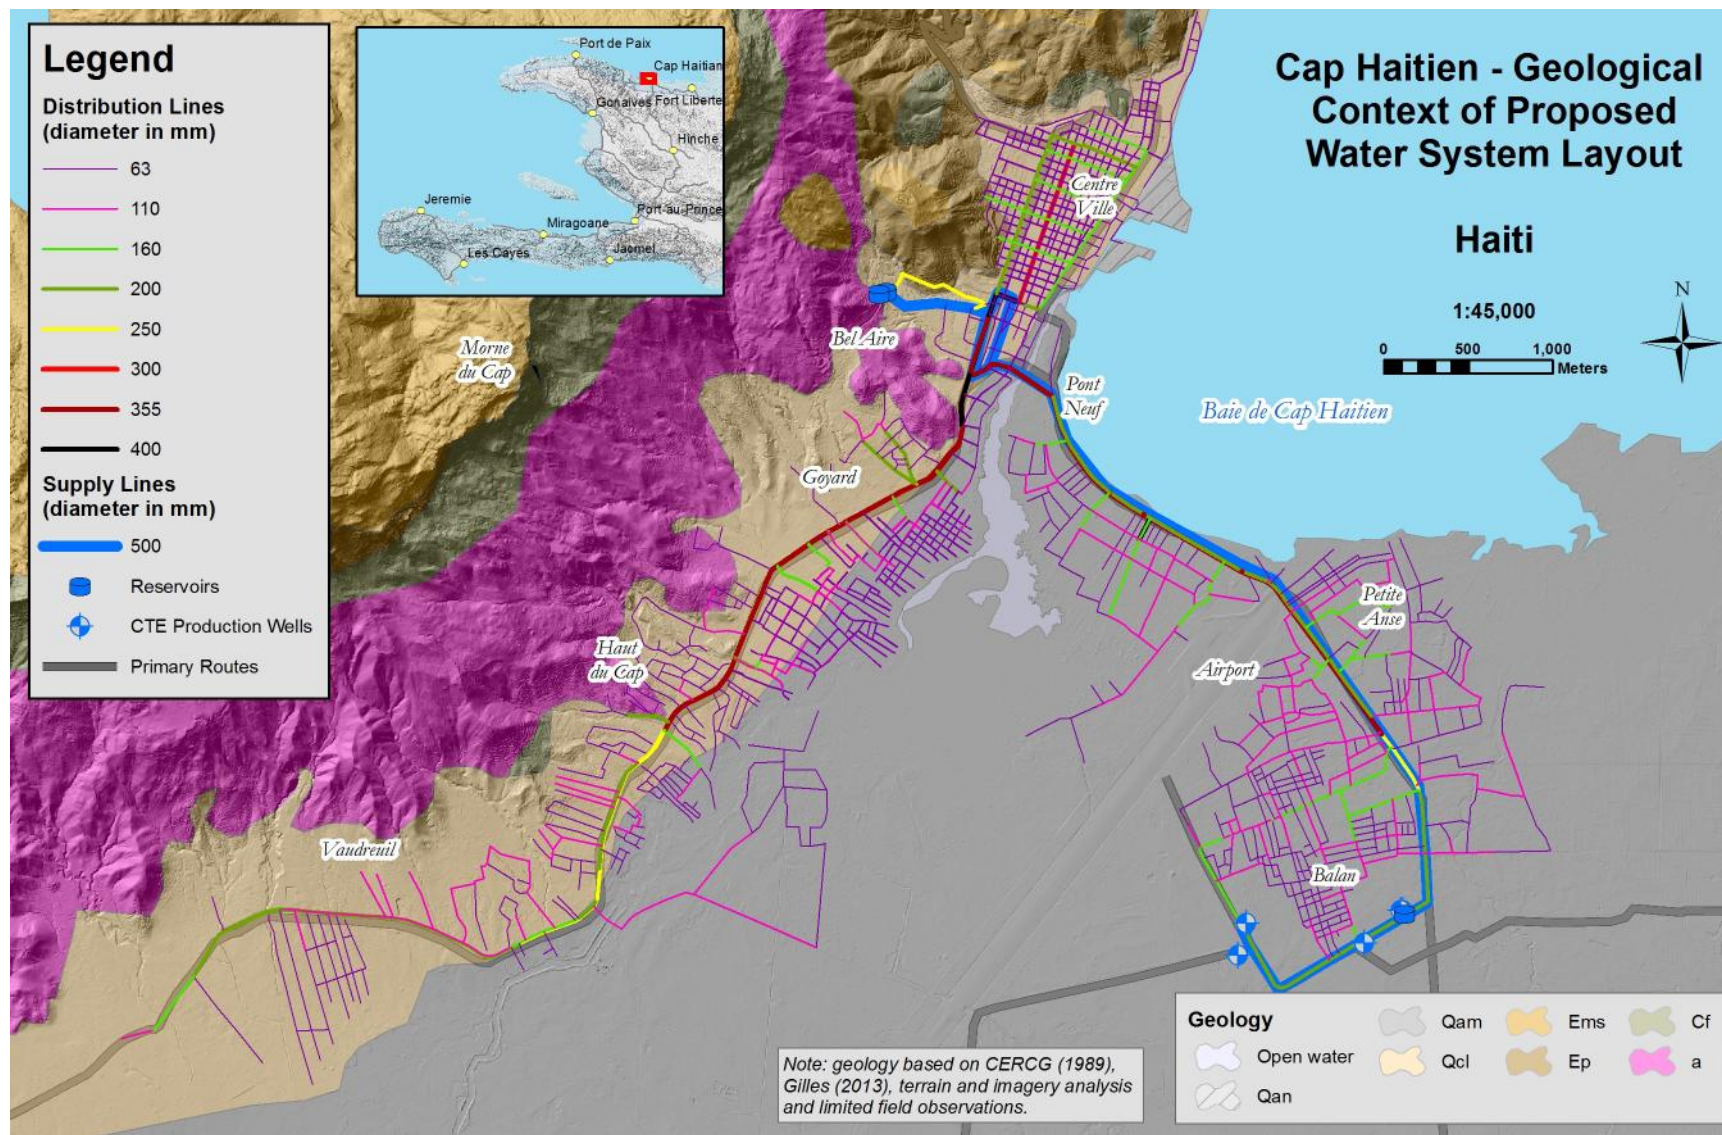 Legend
Distribution Lines
(diameter in mm)
63
110
160
200
250
300
355
400
Supply Lines
(diameter in mm)
500
Reservoirs
CTE Production Wells
Primary Routes
Port de Paix
Cap Haitian
Gonaives
Fort Liberte
Hinche
Jeremie
Miragoane
Port-au-Prince
Les Cayes
Jacmel
Cap Haitien - Geological
Context of Proposed
Water System Layout
Haiti
1:45,000
N
0 500 1,000
Meters
Centre
Ville
Bel Aire
Morne
du Cap
Pont
Neuf
Baie de Cap Haitien
Goyard
Petite
Anse
Haut
du Cap
Airport
Vaudreuil
Balan
Note: geology based on CERCG (1989),
Gilles (2013), terrain and imagery analysis
and limited field observations.
Geology
Open water
Qan
Qam
Qcl
Ems
Ep
Cf
a